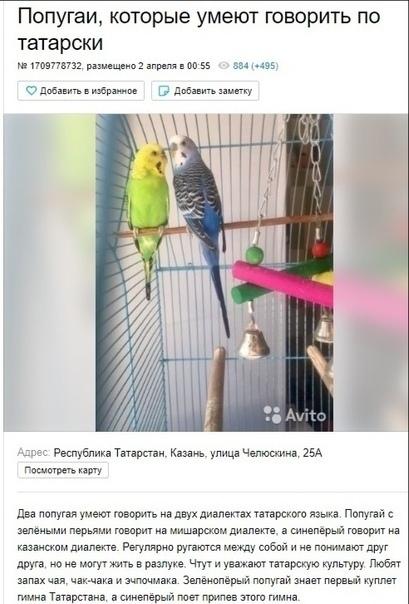 Попугаи, которые умеют говорить по
татарски
№ 1709778732, размещено 2 апреля в 00:55 884 (+495)
Добавить в избранное Добавить заметку
Avito
Адрес: Республика Татарстан, Казань, улица Челюскина, 25А
Посмотреть карту
Два попугая умеют говорить на двух диалектах татарского языка. Попугай с
зелёными перьями говорит на мишарском диалекте, а синепёрый говорит на
казанском диалекте. Регулярно ругаются между собой и не понимают друг
друга, но не могут жить в разлуке. Чтут и уважают татарскую культуру. Любят
запах чая, чак-чака и эчпочмака. Зелёнопёрый попугай знает первый куплет
гимна Татарстана, а синепёрый поет припев этого гимна.